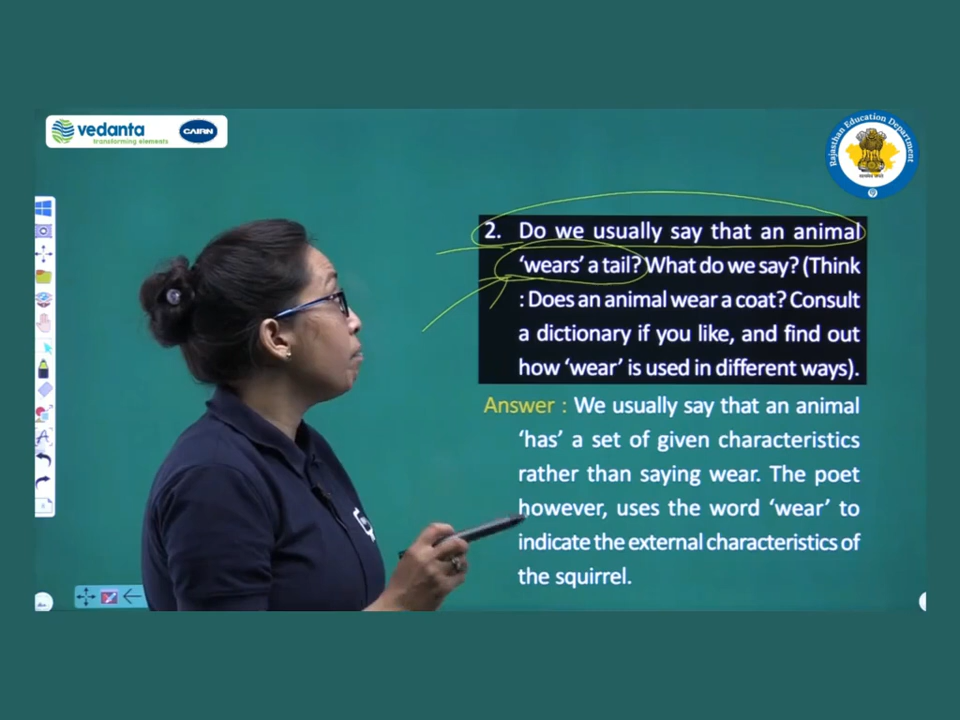 vedanta
transforming elements
CAIRN
Rajasthan Education Department
2. Do we usually say that an animal
‘wears’ a tail? What do we say? (Think
: Does an animal wear a coat? Consult
a dictionary if you like, and find out
how ‘wear’ is used in different ways).
Answer : We usually say that an animal
‘has’ a set of given characteristics
rather than saying wear. The poet
however, uses the word ‘wear’ to
indicate the external characteristics of
the squirrel.